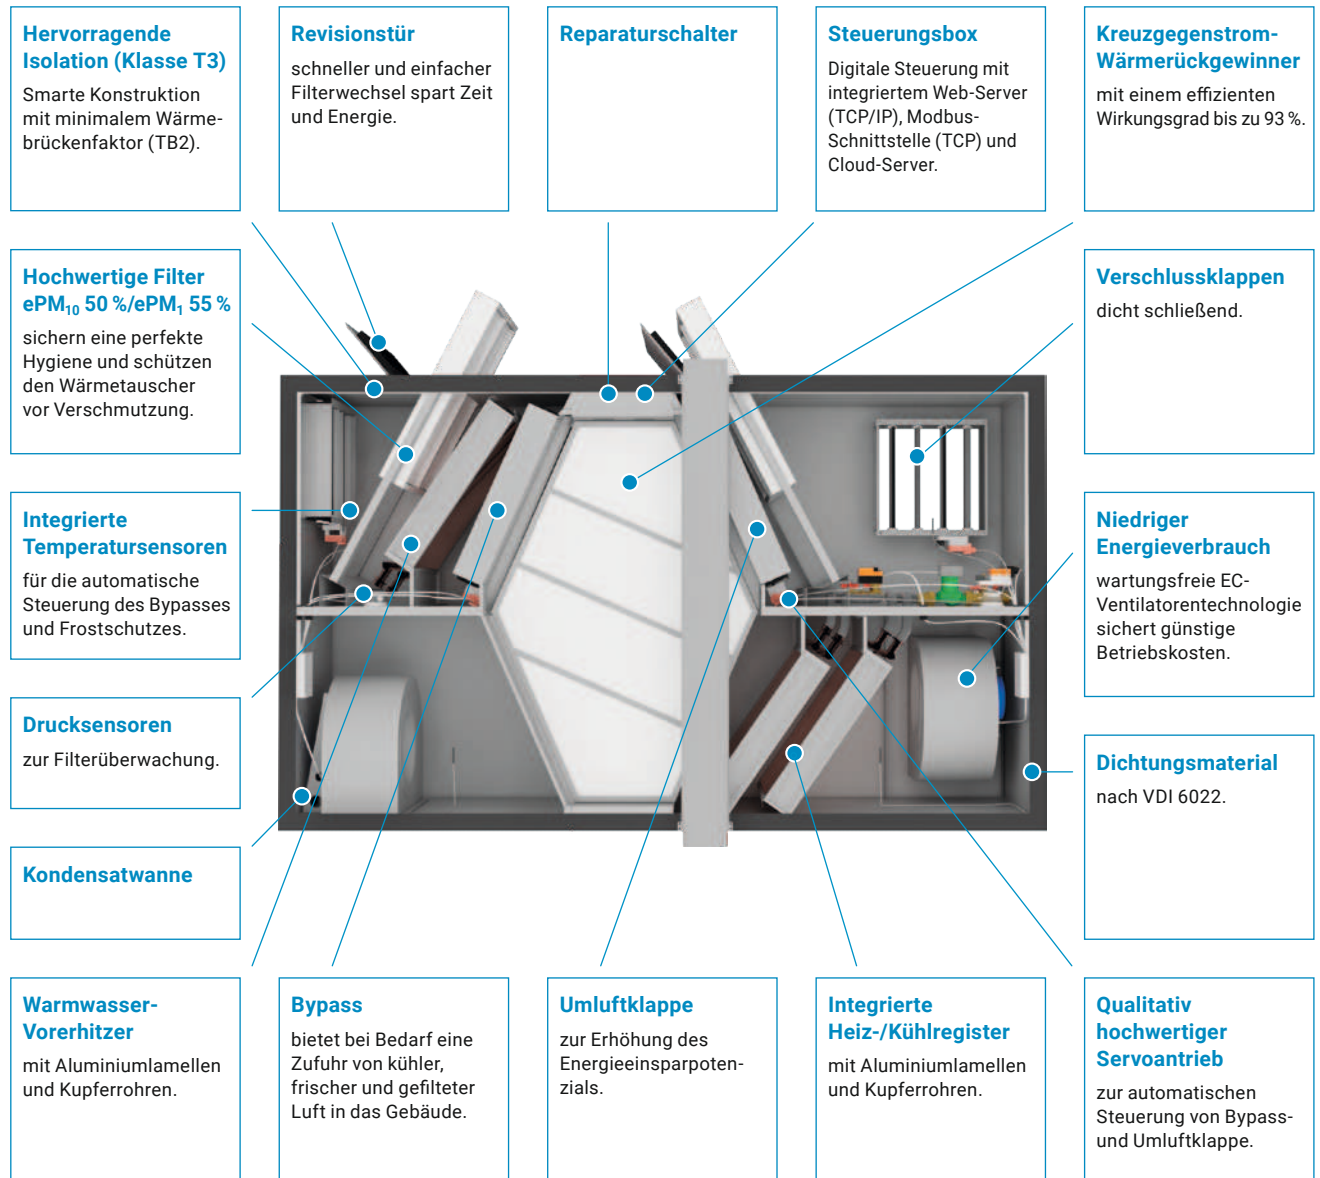 Hervorragende
Isolation (Klasse T3)
Smarte Konstruktion
mit minimalem Wärme-
brückenfaktor (TB2).
Revisionstür
schneller und einfacher
Filterwechsel spart Zeit
und Energie.
Reparaturschalter
Steuerungsbox
Digitale Steuerung mit
integriertem Web-Server
(TCP/IP), Modbus-
Schnittstelle (TCP) und
Cloud-Server.
Kreuzgegenstrom-
Wärmerückgewinner
mit einem effizienten
Wirkungsgrad bis zu 93 %.
Hochwertige Filter
ePM₁₀ 50 %/ePM₁ 55 %
sichern eine perfekte
Hygiene und schützen
den Wärmetauscher
vor Verschmutzung.
Verschlussklappen
dicht schließend.
Integrierte
Temperatursensoren
für die automatische
Steuerung des Bypasses
und Frostschutzes.
Niedriger
Energieverbrauch
wartungsfreie EC-
Ventilatorentechnologie
sichert günstige
Betriebskosten.
Drucksensoren
zur Filterüberwachung.
Dichtungsmaterial
nach VDI 6022.
Kondensatwanne
Warmwasser-
Vorerhitzer
mit Aluminiumlamellen
und Kupferrohren.
Bypass
bietet bei Bedarf eine
Zufuhr von kühler,
frischer und gefilteter
Luft in das Gebäude.
Umluftklappe
zur Erhöhung des
Energieeinsparpoten-
zials.
Integrierte
Heiz-/Kühlregister
mit Aluminiumlamellen
und Kupferrohren.
Qualitativ
hochwertiger
Servoantrieb
zur automatischen
Steuerung von Bypass-
und Umluftklappe.